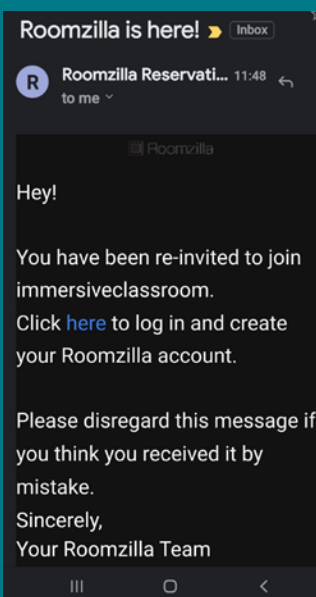 Roomzilla is here!
Inbox
R
Roomzilla Reservati... 11:48
to me
Roomzilla
Hey!
You have been re-invited to join
immersiveclassroom.
Click here to log in and create
your Roomzilla account.
Please disregard this message if
you think you received it by
mistake.
Sincerely,
Your Roomzilla Team